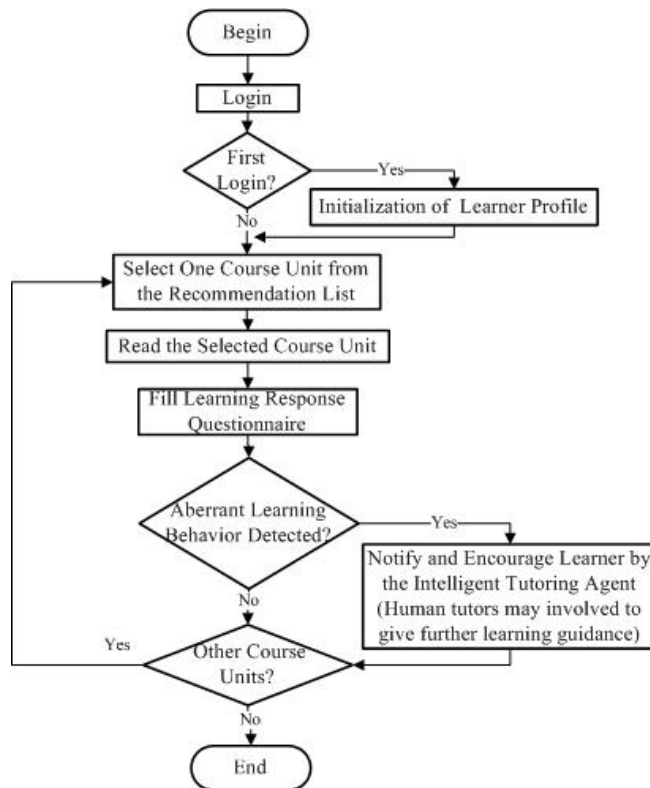 Begin
Login
First
Login?
Yes
Initialization of Learner Profile
No
Select One Course Unit from
the Recommendation List
Read the Selected Course Unit
Fill Learning Response
Questionnaire
Aberrant Learning
Behavior Detected?
Yes
Notify and Encourage Learner by
the Intelligent Tutoring Agent
(Human tutors may involved to
give further learning guidance)
No
Yes
Other Course
Units?
No
End